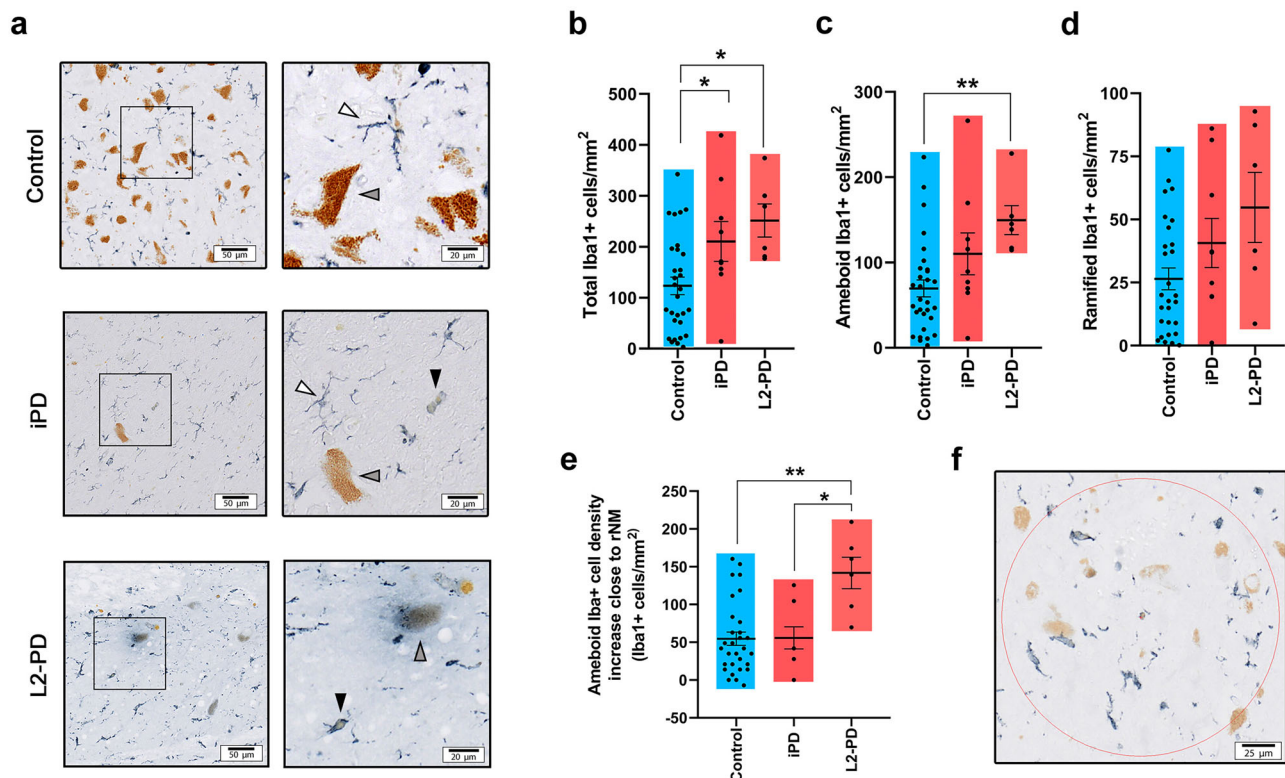 a
Control
50 µm
20 µm
iPD
50 µm
20 µm
L2-PD
50 µm
20 µm
b
*
*
Total Iba1+ cells/mm2
500
400
300
200
100
0
Control
iPD
L2-PD
c
**
Ameboid Iba1+ cells/mm2
300
200
100
0
Control
iPD
L2-PD
d
Ramified Iba1+ cells/mm2
100
75
50
25
0
Control
iPD
L2-PD
e
**
*
Ameboid Iba+ cell density
increase close to rNM
(Iba1+ cells/mm2)
250
200
150
100
50
0
-50
Control
iPD
L2-PD
f
25 µm